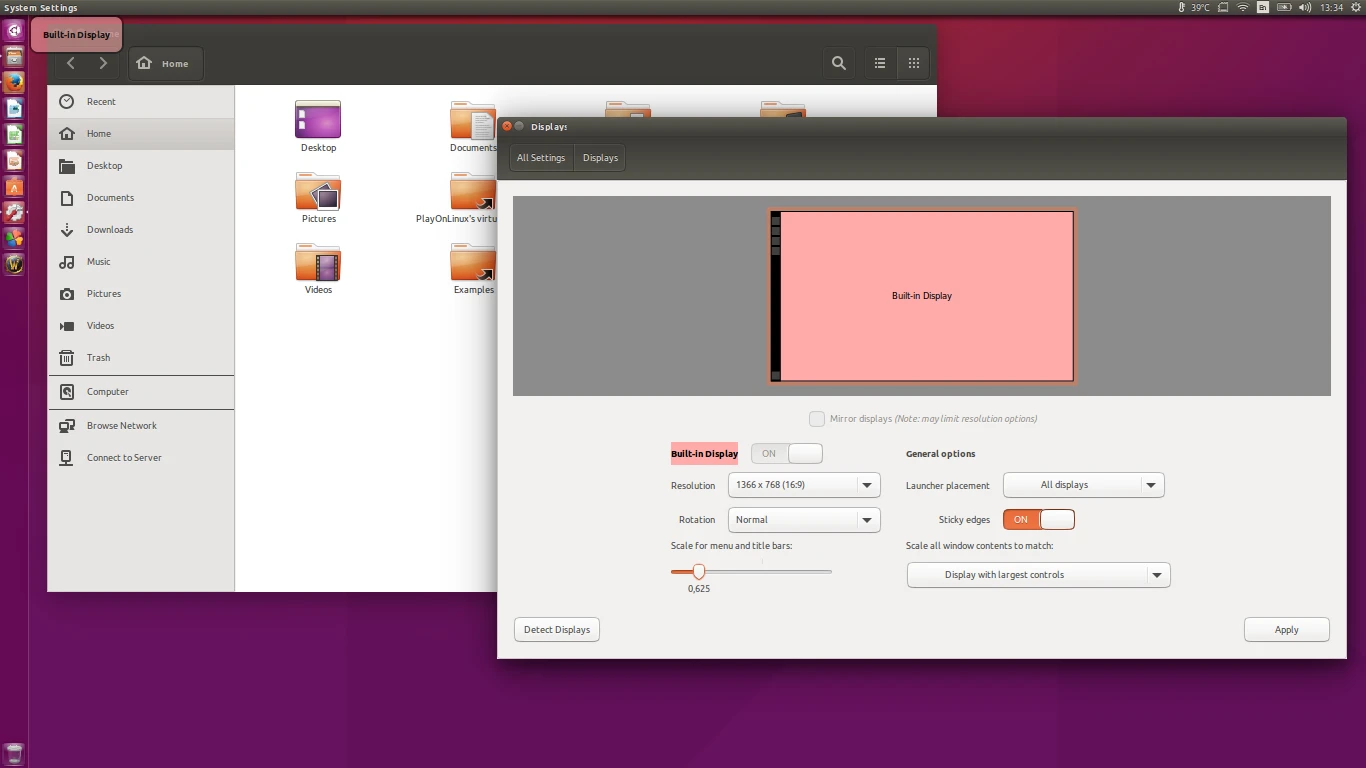 System Settings
39°C
En
13:34
Built-in Display
Home
Recent
Home
Desktop
Documents
Downloads
Music
Pictures
Videos
Trash
Computer
Browse Network
Connect to Server
Desktop
Documents
Pictures
PlayOnLinux's virtu
Videos
Examples
Displays
All Settings
Displays
Built-in Display
Mirror displays (Note: may limit resolution options)
Built-in Display
ON
Resolution
1366 x 768 (16:9)
Rotation
Normal
Scale for menu and title bars:
0,625
General options
Launcher placement
All displays
Sticky edges
ON
Scale all window contents to match:
Display with largest controls
Detect Displays
Apply